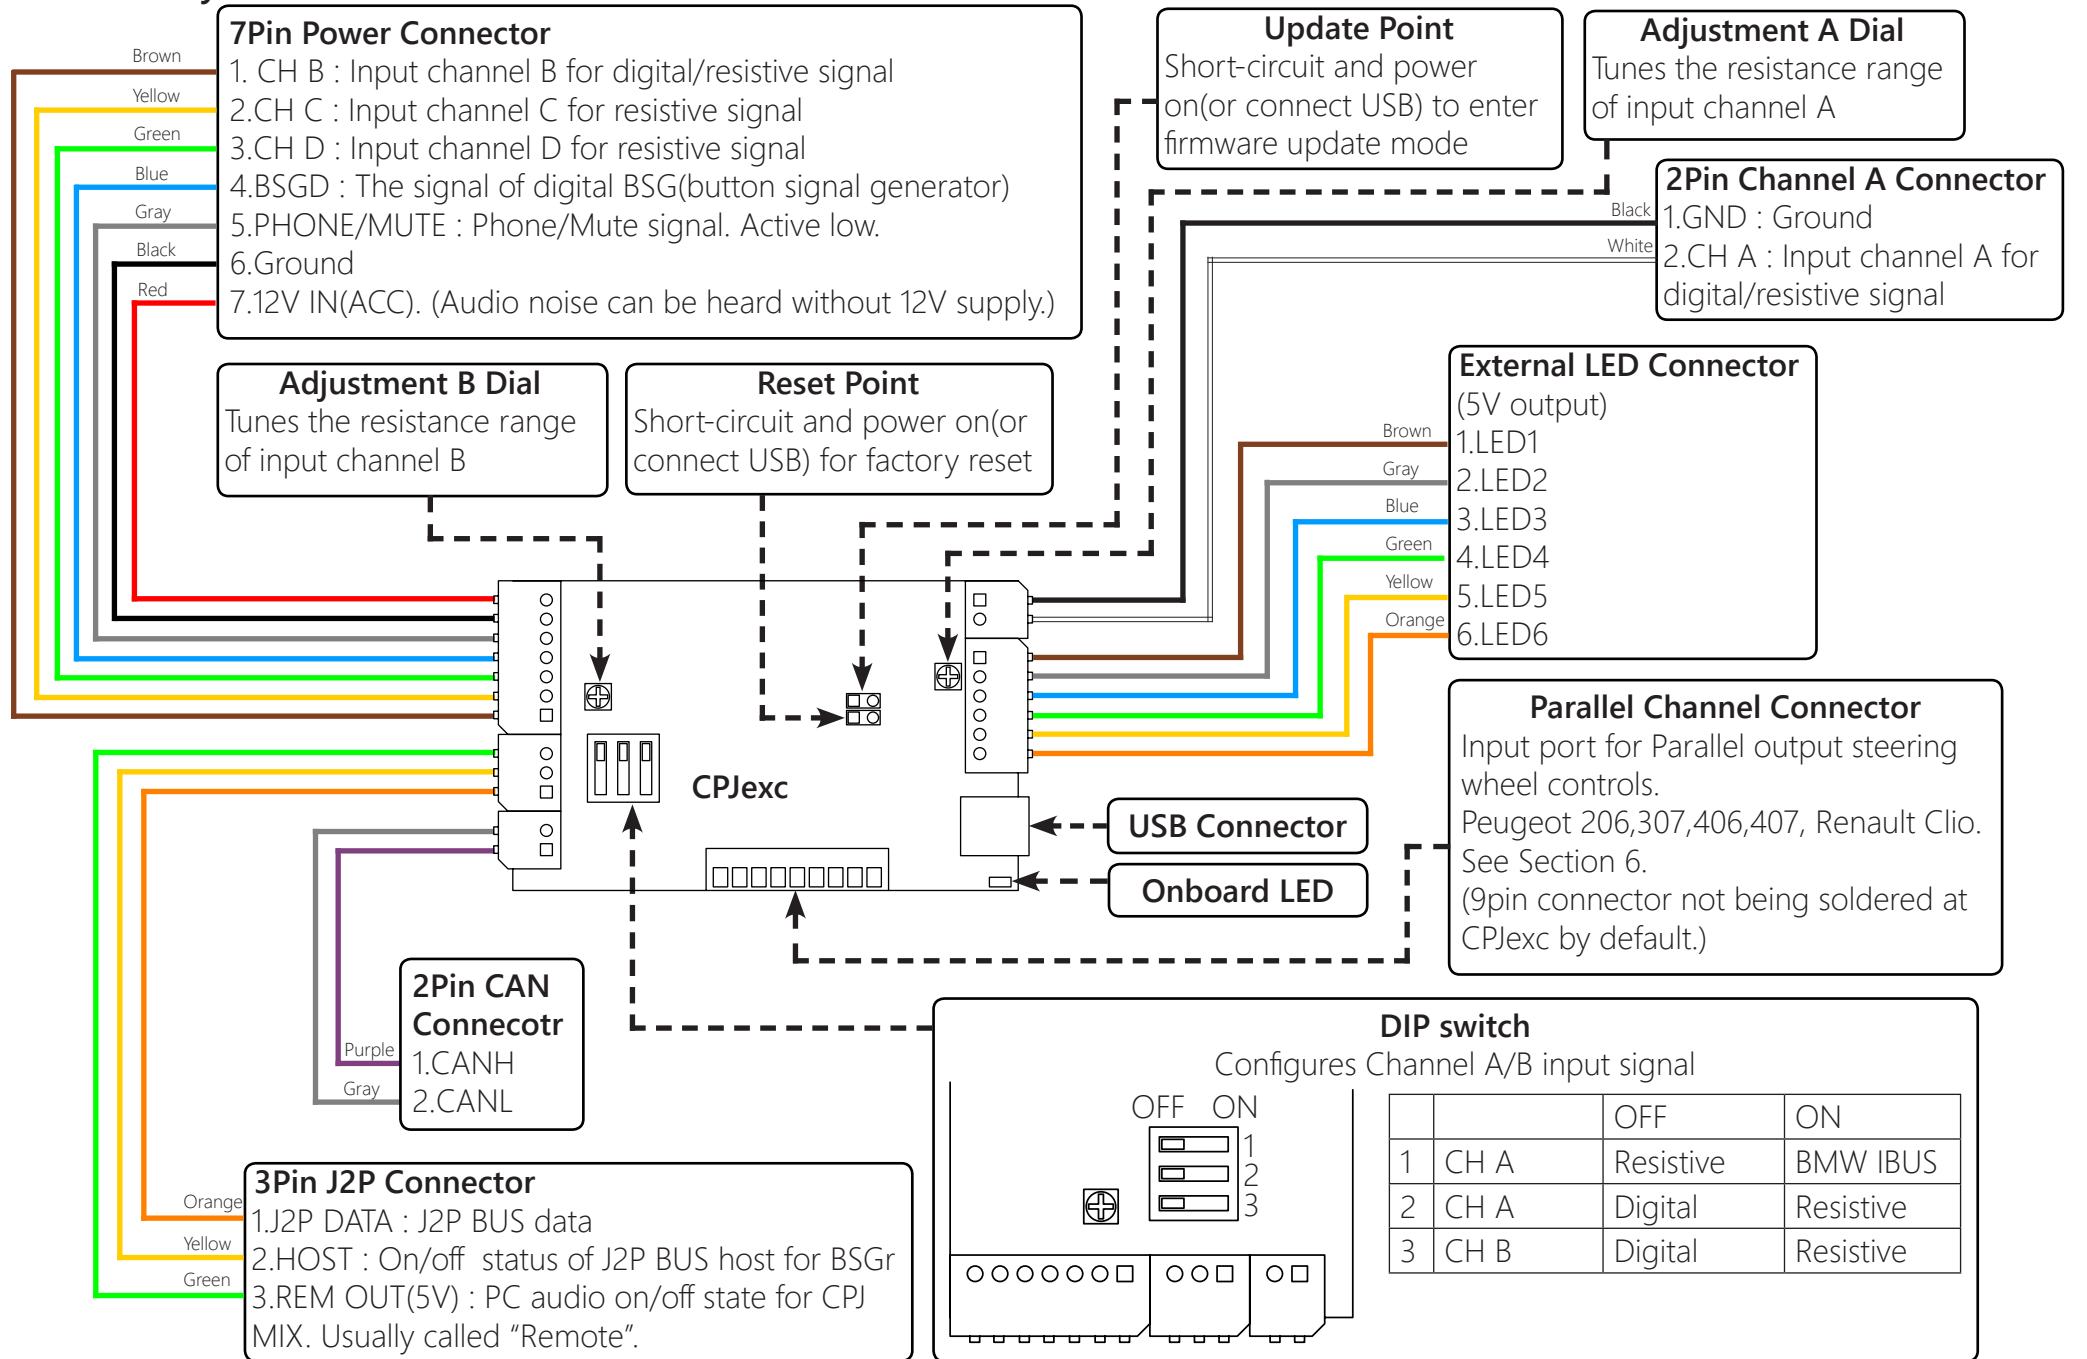 7Pin Power Connector
Brown
1. CH B : Input channel B for digital/resistive signal
Yellow
2.CH C : Input channel C for resistive signal
Green
3.CH D : Input channel D for resistive signal
Blue
4.BSGD : The signal of digital BSG(button signal generator)
Gray
5.PHONE/MUTE : Phone/Mute signal. Active low.
Black
6.Ground
Red
7.12V IN(ACC). (Audio noise can be heard without 12V supply.)
Update Point
Short-circuit and power
on(or connect USB) to enter
firmware update mode
Adjustment A Dial
Tunes the resistance range
of input channel A
2Pin Channel A Connector
Black
1.GND : Ground
White
2.CH A : Input channel A for
digital/resistive signal
Adjustment B Dial
Tunes the resistance range
of input channel B
Reset Point
Short-circuit and power on(or
connect USB) for factory reset
External LED Connector
(5V output)
Brown
1.LED1
Gray
2.LED2
Blue
3.LED3
Green
4.LED4
Yellow
5.LED5
Orange
6.LED6
CPJexc
USB Connector
Onboard LED
Parallel Channel Connector
Input port for Parallel output steering
wheel controls.
Peugeot 206,307,406,407, Renault Clio.
See Section 6.
(9pin connector not being soldered at
CPJexc by default.)
2Pin CAN
Connecotr
Purple
1.CANH
Gray
2.CANL
3Pin J2P Connector
Orange
1.J2P DATA : J2P BUS data
Yellow
2.HOST : On/off status of J2P BUS host for BSGr
Green
3.REM OUT(5V) : PC audio on/off state for CPJ
MIX. Usually called “Remote”.
DIP switch
Configures Channel A/B input signal
OFF ON
1
2
3
OFF ON
1 CH A Resistive BMW IBUS
2 CH A Digital Resistive
3 CH B Digital Resistive